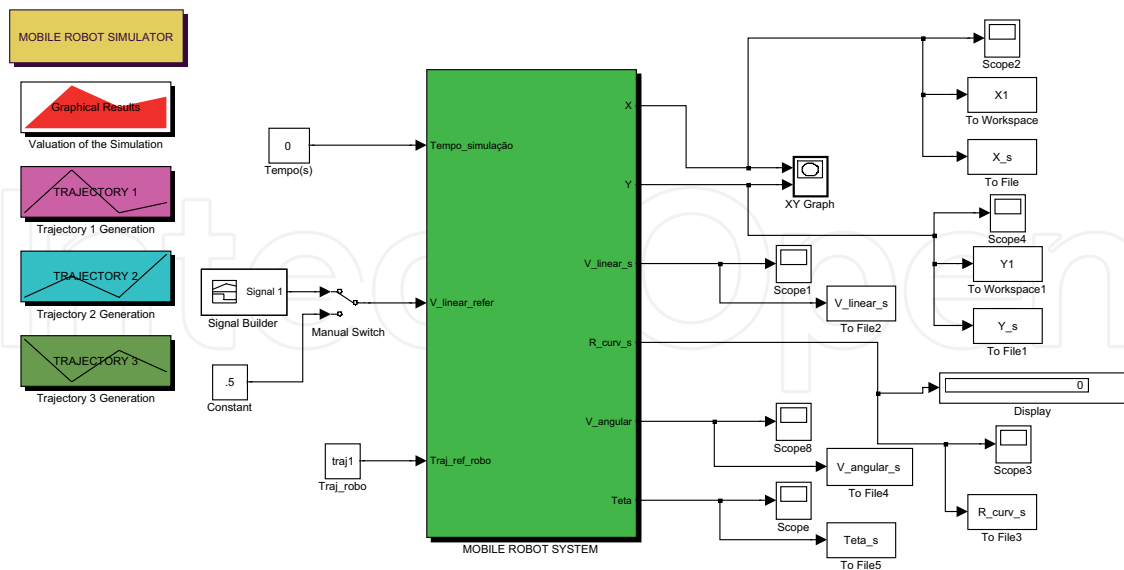 MOBILE ROBOT SIMULATOR
Graphical Results
Valuation of the Simulation
TRAJECTORY 1
Trajectory 1 Generation
TRAJECTORY 2
Trajectory 2 Generation
TRAJECTORY 3
Trajectory 3 Generation
0
Tempo(s)
Signal 1
Signal Builder
Manual Switch
.5
Constant
traj1
Traj_robo
Tempo_simulação
V_linear_refer
Traj_ref_robo
X
Y
V_linear_s
R_curv_s
V_angular
Teta
MOBILE ROBOT SYSTEM
XY Graph
Scope1
V_linear_s
To File2
Scope8
V_angular_s
To File4
Scope
Teta_s
To File5
Scope2
X1
To Workspace
X_s
To File
Scope4
Y1
To Workspace1
Y_s
To File1
0
Display
Scope3
R_curv_s
To File3
IntechOpen